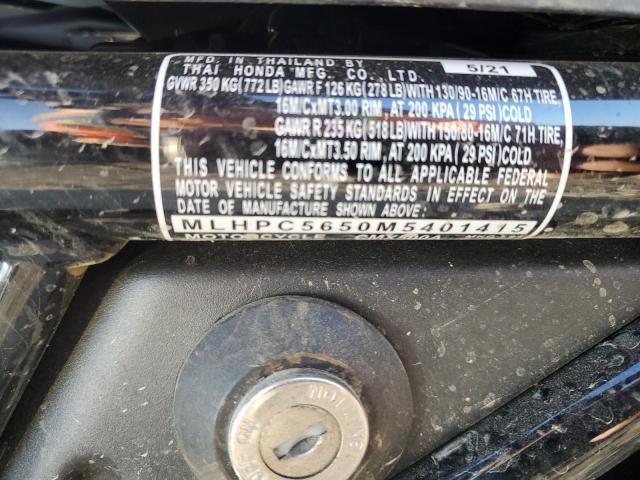 MFD. IN THAILAND BY 5/21
THAI HONDA MFG. CO., LTD.
GVWR 350 KG(772 LB)GAWR F 126 KG(278 LB)WITH 130/90-16M/C 67H TIRE,
16M/CxMT3.00 RIM, AT 200 KPA(29 PSI)COLD
GAWR R 235 KG(518 LB)WITH 150/80-16M/C 71H TIRE,
16M/CxMT3.50 RIM, AT 200 KPA(29 PSI)COLD
THIS VEHICLE CONFORMS TO ALL APPLICABLE FEDERAL
MOTOR VEHICLE SAFETY STANDARDS IN EFFECT ON THE
DATE OF MANUFACTURE SHOWN ABOVE:
MLHPC5650M5401415
MOTORCYCLE
OFF ON IGNITION